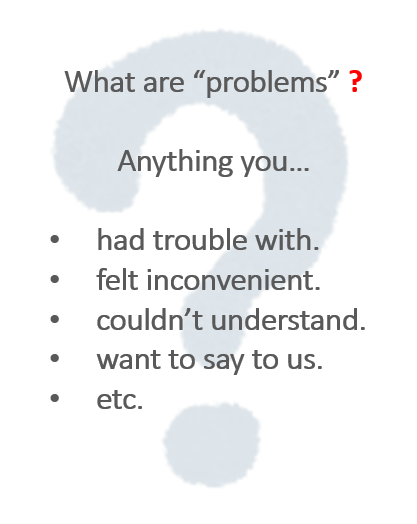 What are “problems” ?
Anything you…
• had trouble with.
• felt inconvenient.
• couldn’t understand.
• want to say to us.
• etc.